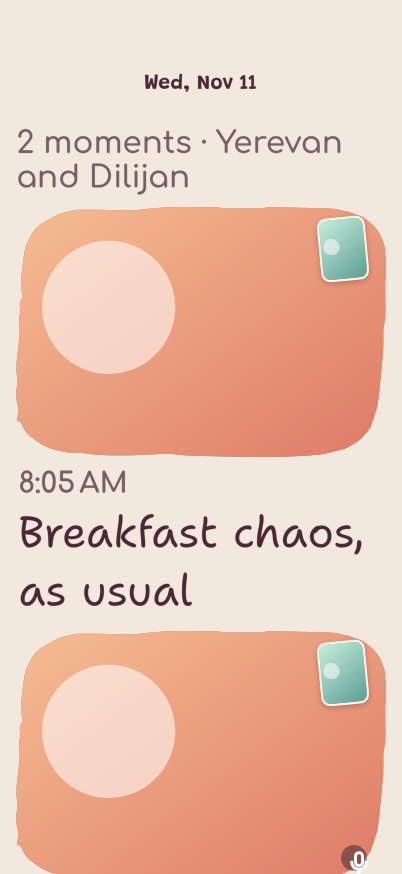 Wed, Nov 11
2 moments · Yerevan
and Dilijan
8:05 AM
Breakfast chaos,
as usual